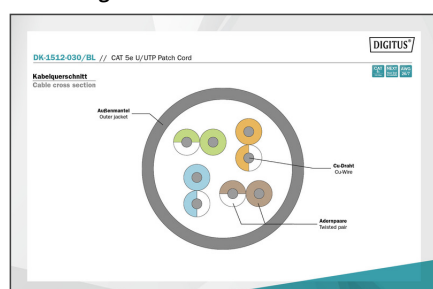 DIGITUS®
DK-1512-030/BL // CAT 5e U/UTP Patch Cord
Kabelquerschnitt
Cable cross section
Außenmantel
Outer jacket
Cu-Draht
Cu-Wire
Adernpaare
Twisted pair